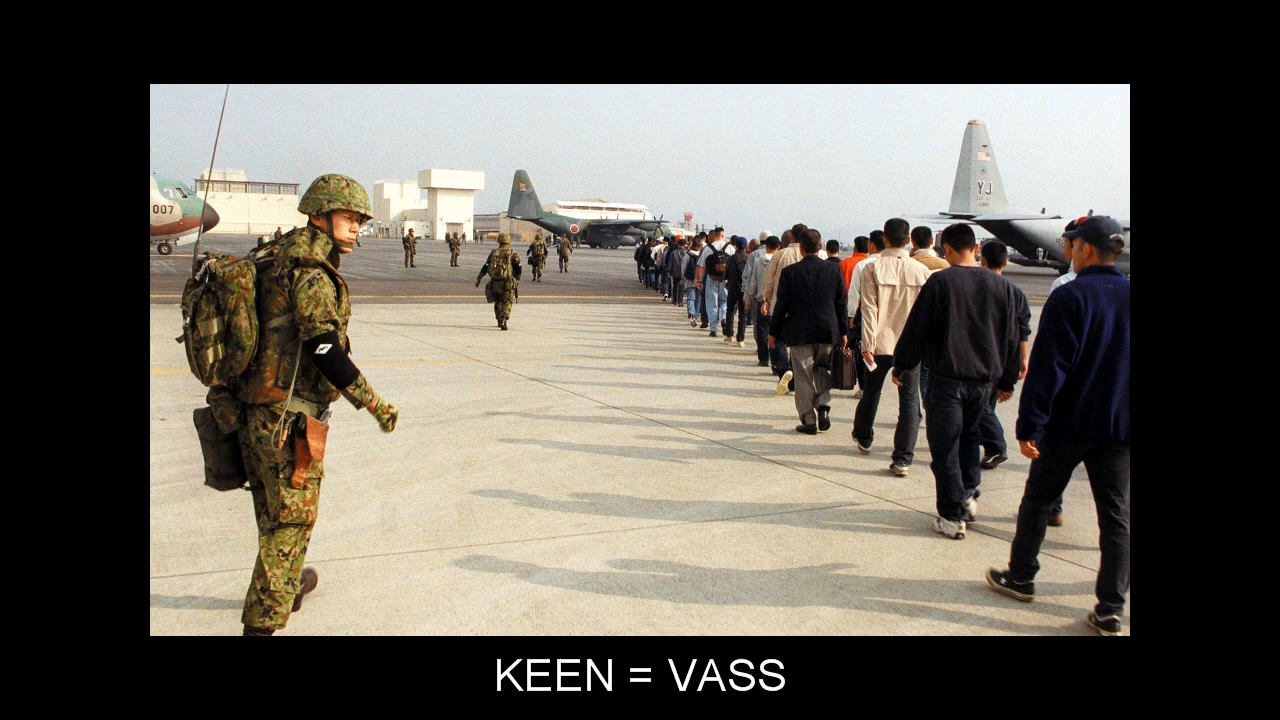 007
YJ
KEEN = VASS